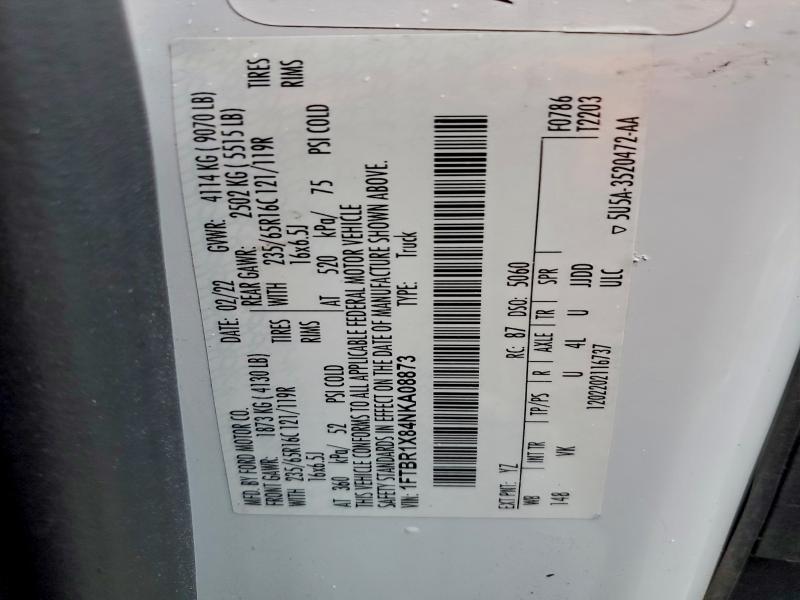 MFD. BY FORD MOTOR CO.
DATE: 02/22 GVWR: 4114 KG ( 9070 LB)
FRONT GAWR: 1873 KG ( 4130 LB) REAR GAWR: 2502 KG ( 5515 LB)
WITH 235/65R16C 121/119R TIRES WITH 235/65R16C 121/119R TIRES
16x6.5J RIMS 16x6.5J RIMS
AT 360 kPa/ 52 PSI COLD AT 520 kPa/ 75 PSI COLD
THIS VEHICLE CONFORMS TO ALL APPLICABLE FEDERAL MOTOR VEHICLE
SAFETY STANDARDS IN EFFECT ON THE DATE OF MANUFACTURE SHOWN ABOVE.
VIN: 1FTBR1X84NKA08873 TYPE: Truck
EXT PNT: YZ RC: 87 DSO: 5060 F0786
WB INT TR TP/PS R AXLE TR SPR T2203
148 VK U 4L U JJDD
1202202116737 ULC ▽ 5U5A-3520472-AA